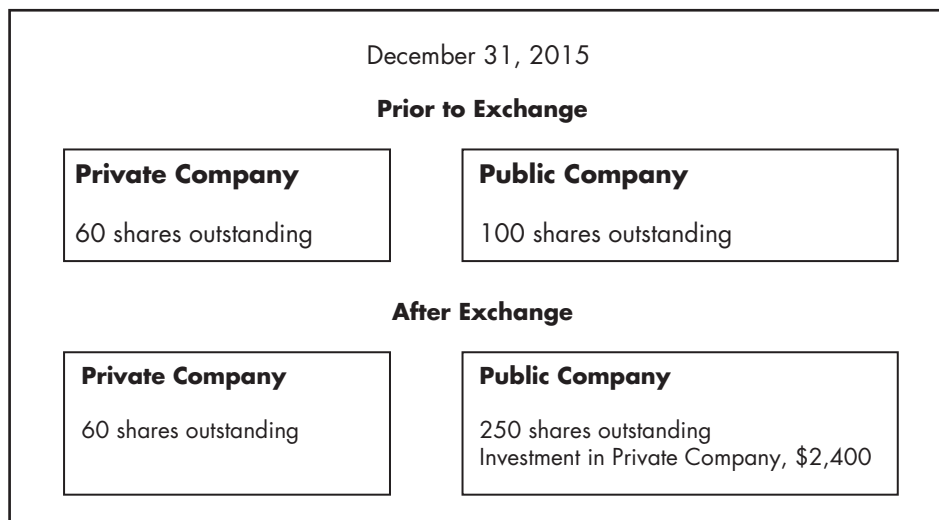 December 31, 2015
Prior to Exchange
Private Company
60 shares outstanding
Public Company
100 shares outstanding
After Exchange
Private Company
60 shares outstanding
Public Company
250 shares outstanding
Investment in Private Company, $2,400